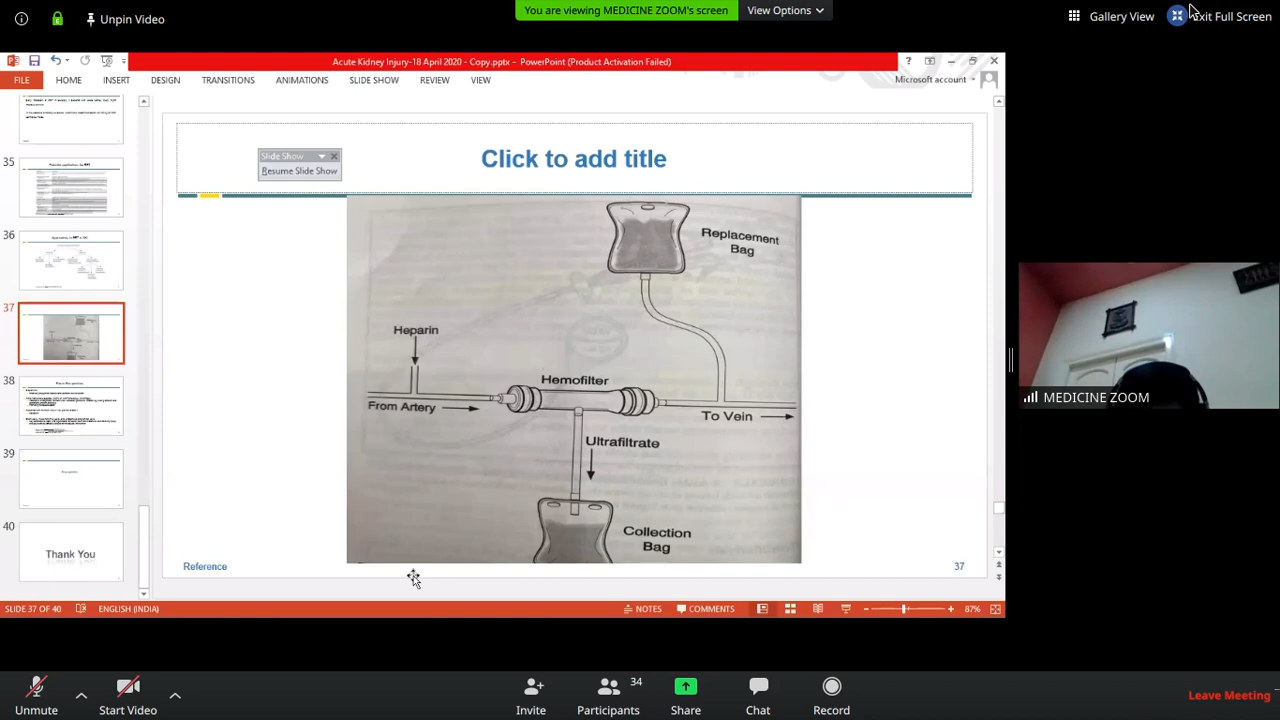 Unpin Video
You are viewing MEDICINE ZOOM's screen
View Options
Gallery View
Exit Full Screen
Acute Kidney Injury-18 April 2020 - Copy.pptx - PowerPoint (Product Activation Failed)
FILE
HOME
INSERT
DESIGN
TRANSITIONS
ANIMATIONS
SLIDE SHOW
REVIEW
VIEW
Microsoft account
35
36
37
38
39
40
Thank You
Slide Show
Resume Slide Show
Click to add title
Replacement
Bag
Heparin
Hemofilter
From Artery
To Vein
Ultrafiltrate
Collection
Bag
Reference
37
MEDICINE ZOOM
SLIDE 37 OF 40
ENGLISH (INDIA)
NOTES
COMMENTS
87%
Unmute
Start Video
Invite
34
Participants
Share
Chat
Record
Leave Meeting